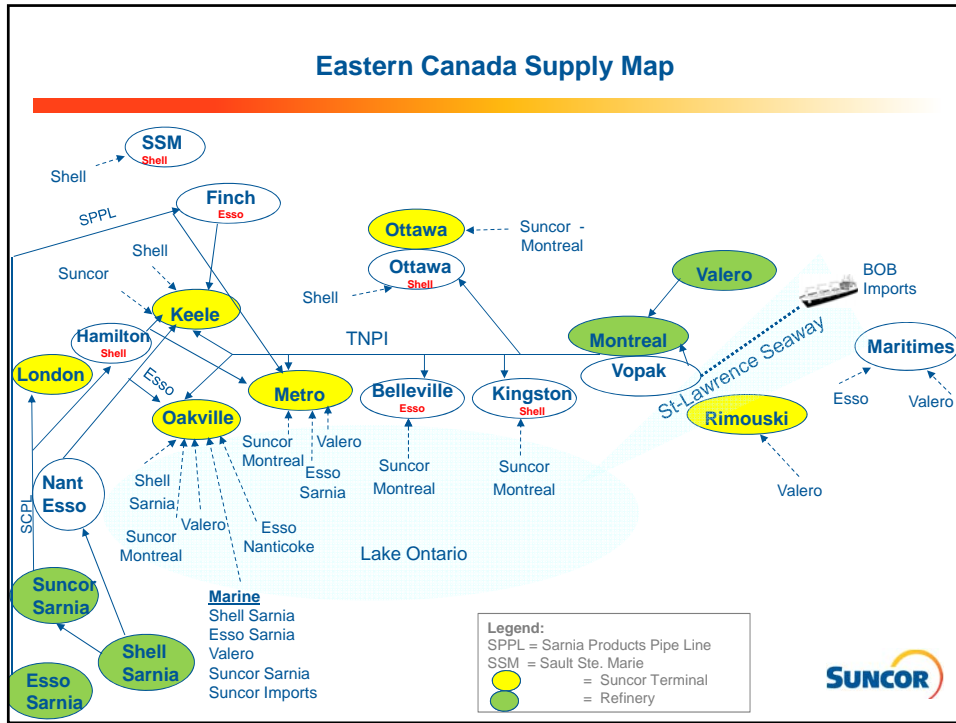 Eastern Canada Supply Map
SSM
Shell
Shell
SPPL
Finch
Esso
Shell
Suncor
Keele
Hamilton
Shell
London
Esso
Oakville
Metro
TNPI
Ottawa
Suncor -
Montreal
Ottawa
Shell
Shell
Valero
BOB
Imports
Montreal
Vopak
St-Lawrence Seaway
Maritimes
Esso
Valero
Belleville
Esso
Kingston
Shell
Rimouski
Valero
Suncor
Montreal
Valero
Esso
Sarnia
Suncor
Montreal
Suncor
Montreal
Shell
Sarnia
Suncor
Montreal
Valero
Esso
Nanticoke
Lake Ontario
Nant
Esso
SCPL
Suncor
Sarnia
Shell
Sarnia
Esso
Sarnia
Marine
Shell Sarnia
Esso Sarnia
Valero
Suncor Sarnia
Suncor Imports
Legend:
SPPL = Sarnia Products Pipe Line
SSM = Sault Ste. Marie
= Suncor Terminal
= Refinery
SUNCOR